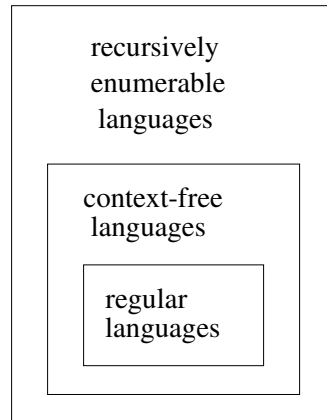 recursively
enumerable
languages
context-free
languages
regular
languages